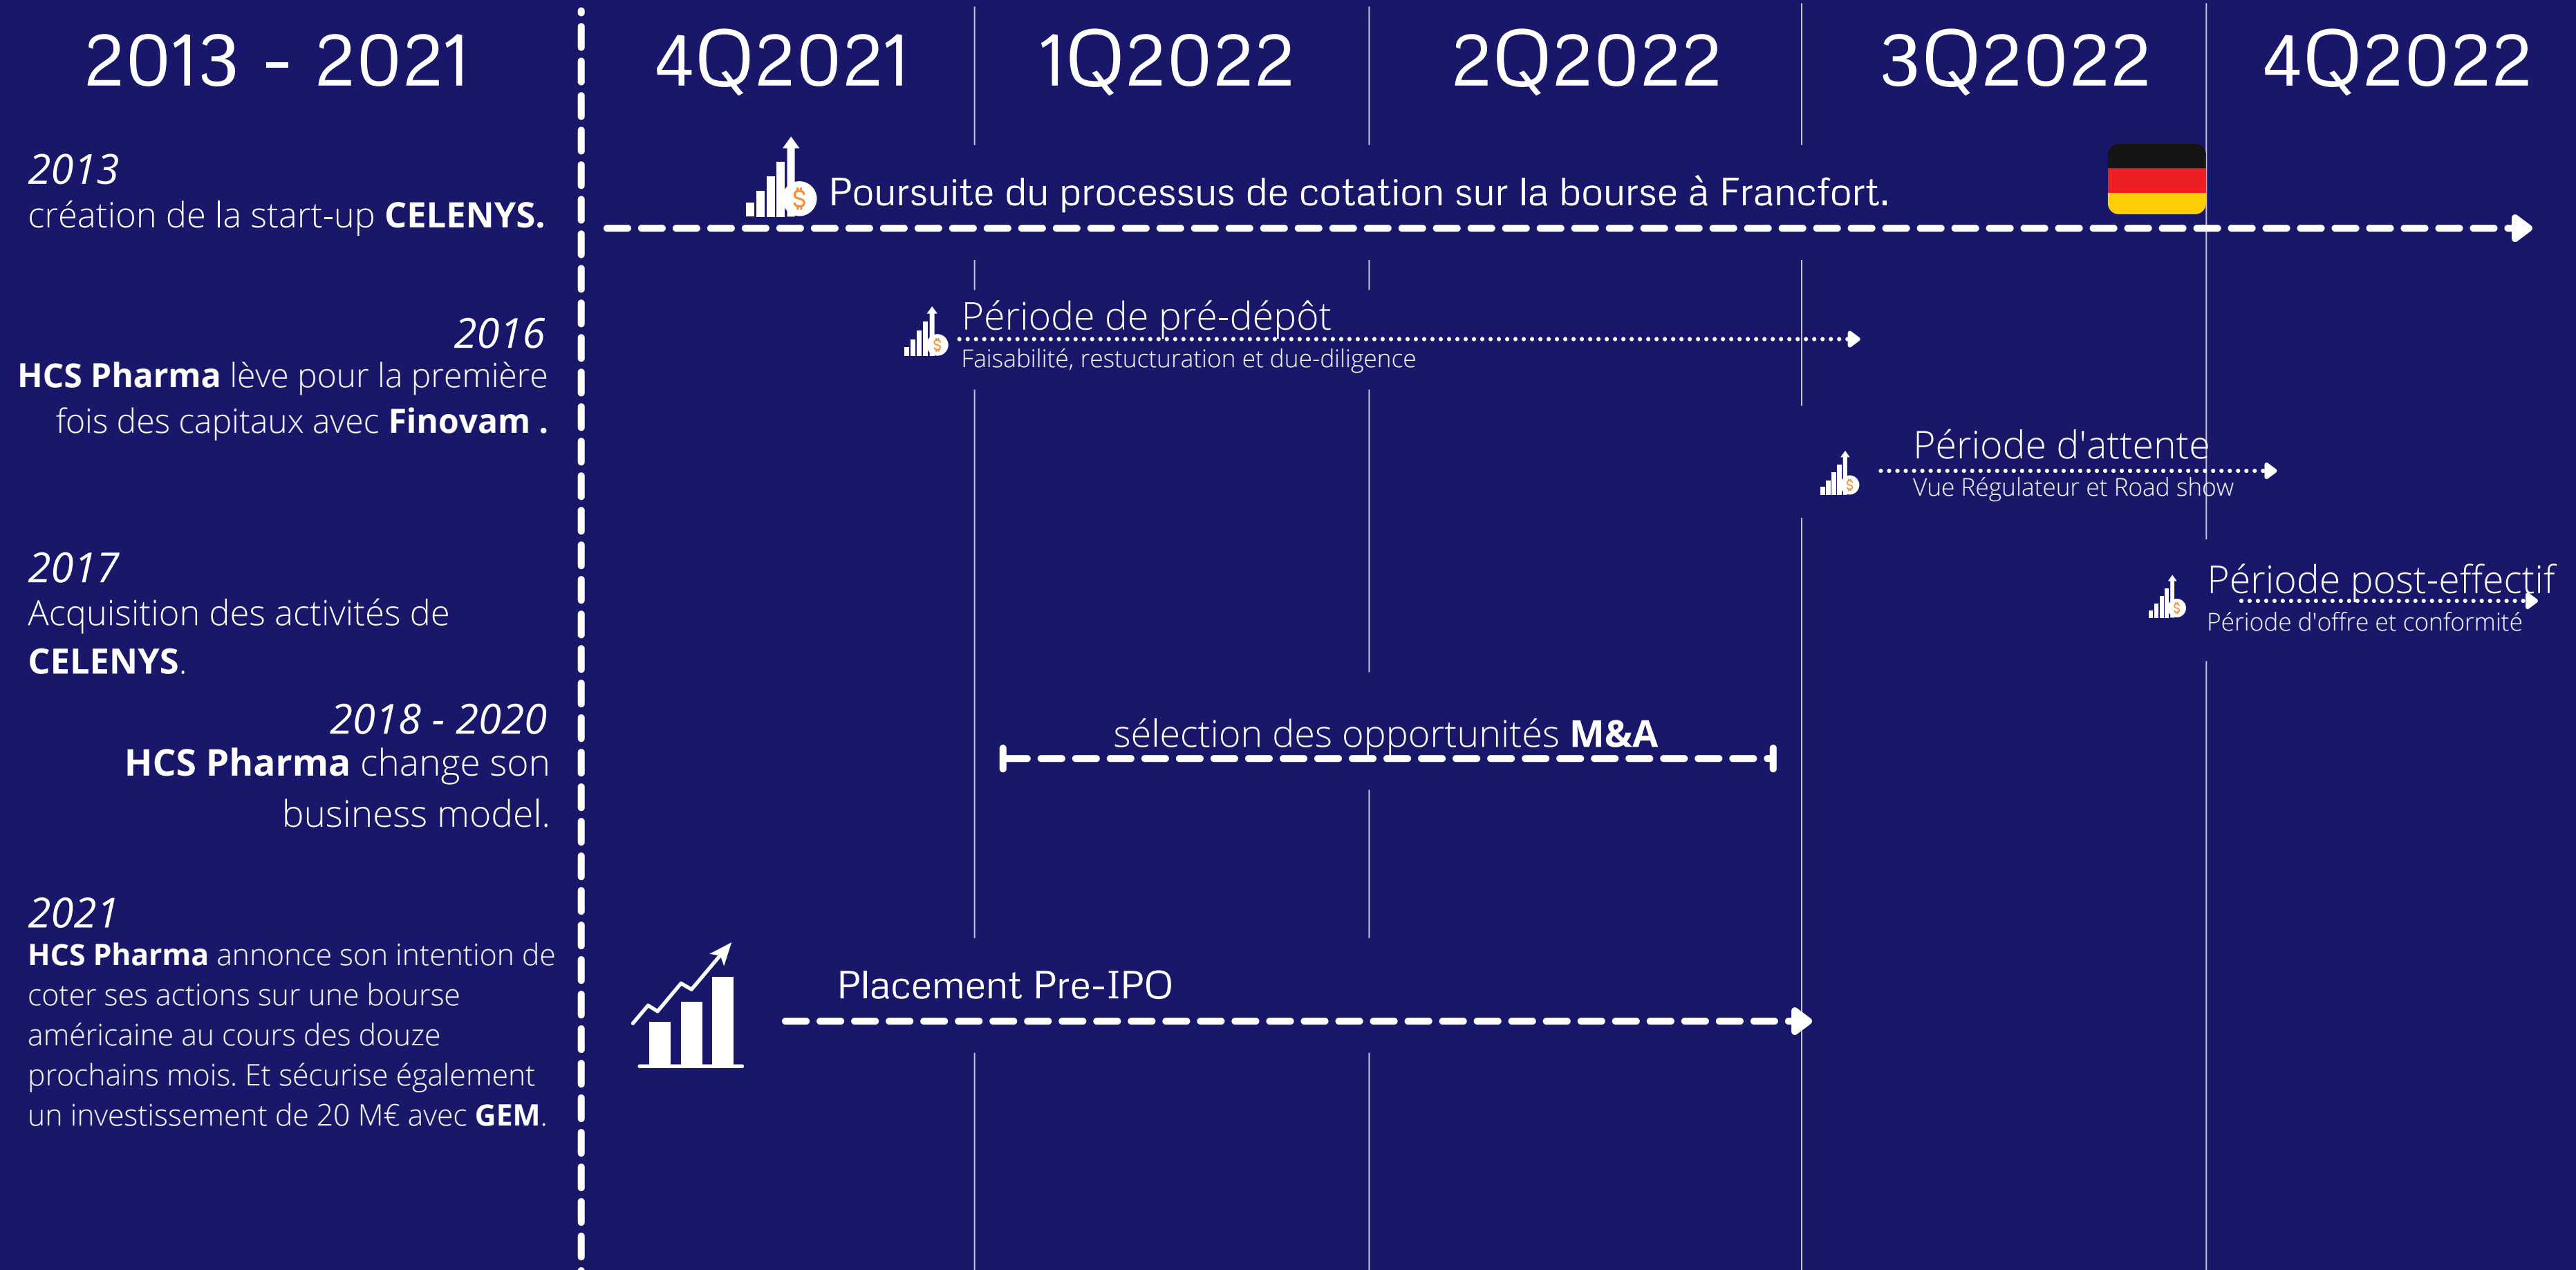 2013 - 2021
4Q2021
1Q2022
2Q2022
3Q2022
4Q2022
2013
création de la start-up CELENYS.
2016
HCS Pharma lève pour la première
fois des capitaux avec Finovam .
2017
Acquisition des activités de
CELENYS.
2018 - 2020
HCS Pharma change son
business model.
2021
HCS Pharma annonce son intention de
coter ses actions sur une bourse
américaine au cours des douze
prochains mois. Et sécurise également
un investissement de 20 M€ avec GEM.
$ Poursuite du processus de cotation sur la bourse à Francfort.
$ Période de pré-dépôt
Faisabilité, restucturation et due-diligence
Période d'attente
$ Vue Régulateur et Road show
Période post-effectif
$ Période d'offre et conformité
sélection des opportunités M&A
Placement Pre-IPO